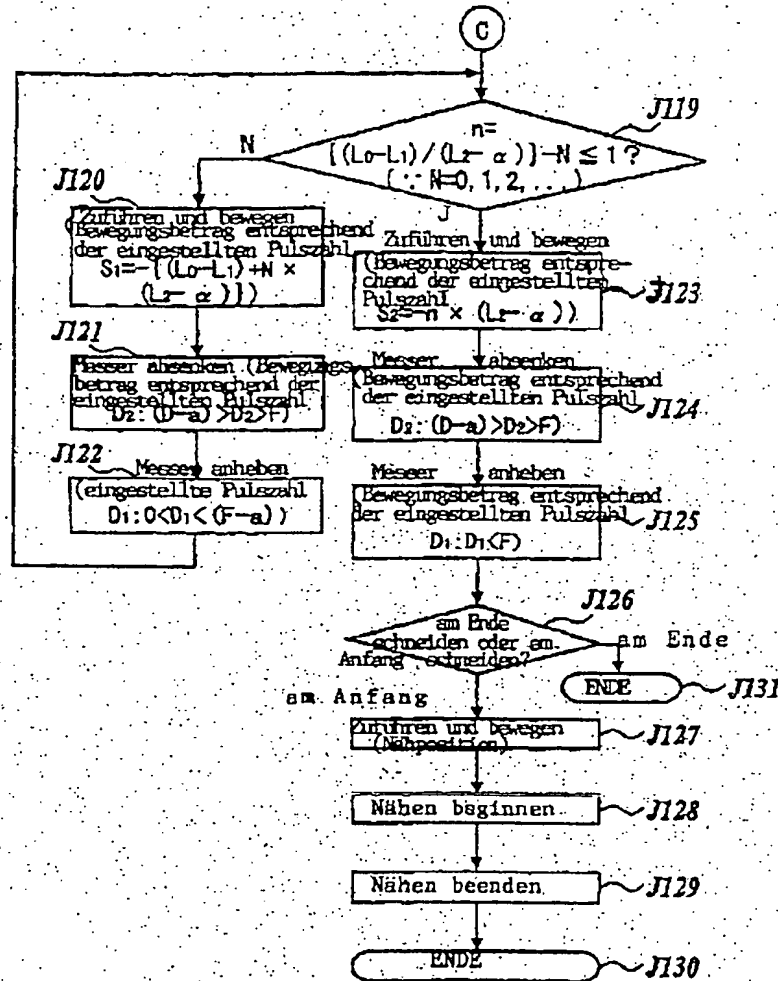 C
J119
n=
[(L0-L1)/(L2-α)]-N≦1?
(∵N=0,1,2,...)
N
J
J120
Zuführen und bewegen
(Bewegungsbetrag entsprechend
der eingestellten Pulszahl
S1=-[(L0-L1)+N×
(L2-α)])
J121
Messer absenken (Bewegungs-
betrag entsprechend der
eingestellten Pulszahl
D2:(D-a)>D2>F)
J122
Messer anheben
(eingestellte Pulszahl
D1:0<D1<(F-a))
Zuführen und bewegen
(Bewegungsbetrag entspre-
chend der eingestellten
Pulszahl
S2=-n×(L2-α))
J123
Messer absenken
(Bewegungsbetrag entsprechend
der eingestellten Pulszahl
D2:(D-a)>D2>F)
J124
Messer anheben
(Bewegungsbetrag entsprechend
der eingestellten Pulszahl
D1:D1<F)
J125
J126
am Ende
schneiden oder am
Anfang schneiden?
am Ende
ENDE
J131
am Anfang
Zuführen und bewegen
(Nähposition)
J127
Nähen beginnen
J128
Nähen beenden
J129
ENDE
J130